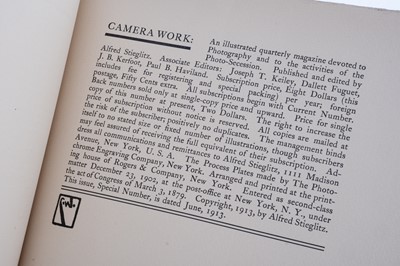 CAMERA WORK: An illustrated quarterly magazine devoted to
Photography and to the activities of the
Photo-Secession. Published and edited by
Alfred Stieglitz. Associate Editors: Joseph T. Keiley, Dallett Fuguet,
J. B. Kerfoot, Paul B. Haviland. Subscription price, Eight Dollars (this
includes fee for registering and special packing) per year; foreign
postage, Fifty Cents extra. All subscriptions begin with Current Number.
Back numbers sold only at single-copy price and upward. Price for single
copy of this number at present, Two Dollars. The right to increase the
price of subscription without notice is reserved. All copies are mailed at
the risk of the subscriber; positively no duplicates. The management binds
itself to no stated size or fixed number of illustrations, though subscribers
may feel assured of receiving the full equivalent of their subscription. Ad-
dress all communications and remittances to Alfred Stieglitz, 1111 Madison
Avenue, New York, U. S. A. The Process Plates made by The Photo-
chrome Engraving Company, New York. Arranged and printed at the print-
ing house of Rogers & Company, New York. Entered as second-class
matter December 23, 1902, at the post-office at New York, N. Y., under
the act of Congress of March 3, 1879. Copyright, 1913, by Alfred Stieglitz.
This issue, Special Number, is dated June, 1913.